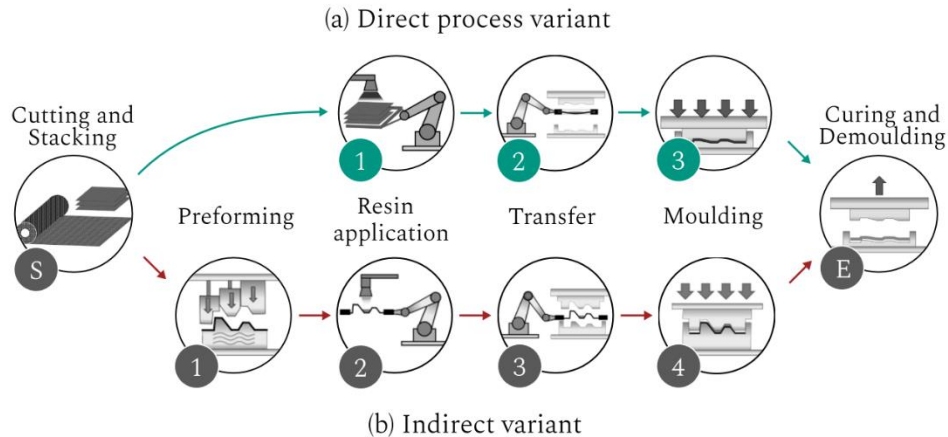 (a) Direct process variant
Cutting and
Stacking
Curing and
Demoulding
1
2
3
S
Preforming
Resin
application
Transfer
Moulding
E
1
2
3
4
(b) Indirect variant